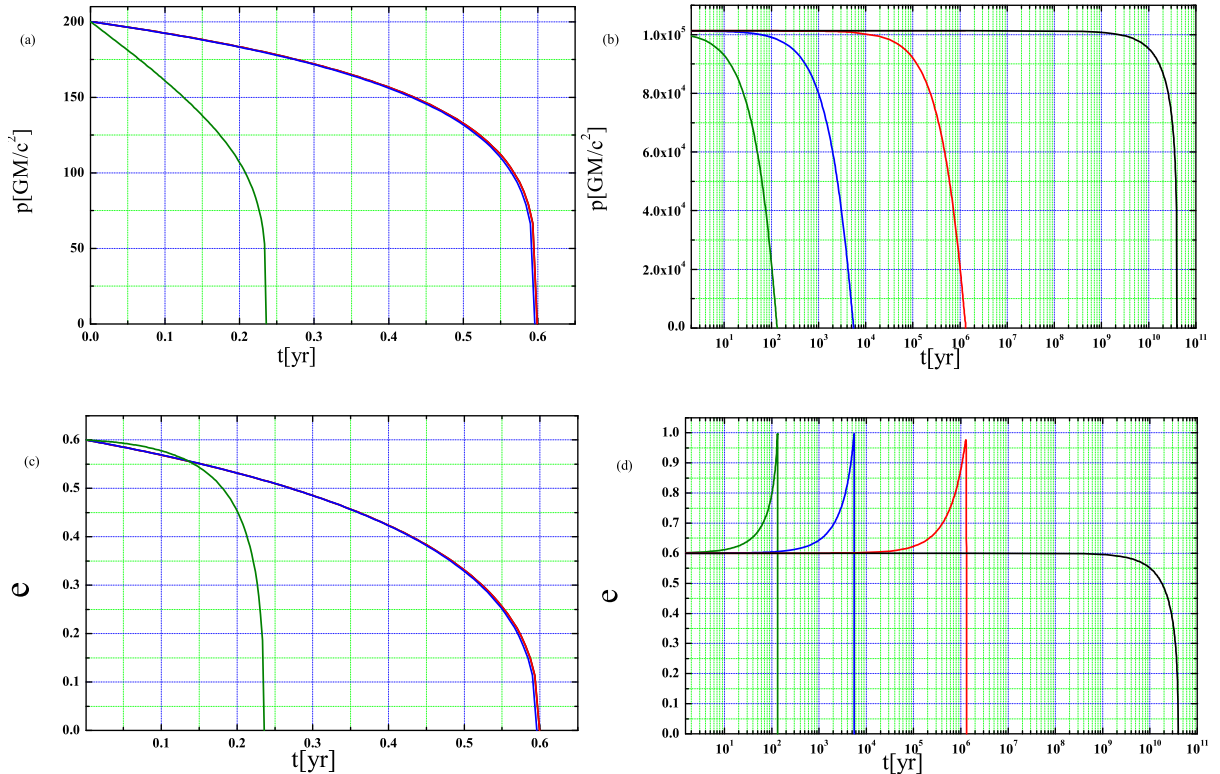 (a)
p[GM/c²]
200
150
100
50
0
0.0 0.1 0.2 0.3 0.4 0.5 0.6
t[yr]
(b)
p[GM/c²]
1.0x10⁵
8.0x10⁴
6.0x10⁴
4.0x10⁴
2.0x10⁴
0.0
10¹ 10² 10³ 10⁴ 10⁵ 10⁶ 10⁷ 10⁸ 10⁹ 10¹⁰ 10¹¹
t[yr]
(c)
e
0.6
0.5
0.4
0.3
0.2
0.1
0.0
0.1 0.2 0.3 0.4 0.5 0.6
t[yr]
(d)
e
1.0
0.9
0.8
0.7
0.6
0.5
0.4
0.3
0.2
0.1
0.0
10¹ 10² 10³ 10⁴ 10⁵ 10⁶ 10⁷ 10⁸ 10⁹ 10¹⁰ 10¹¹
t[yr]